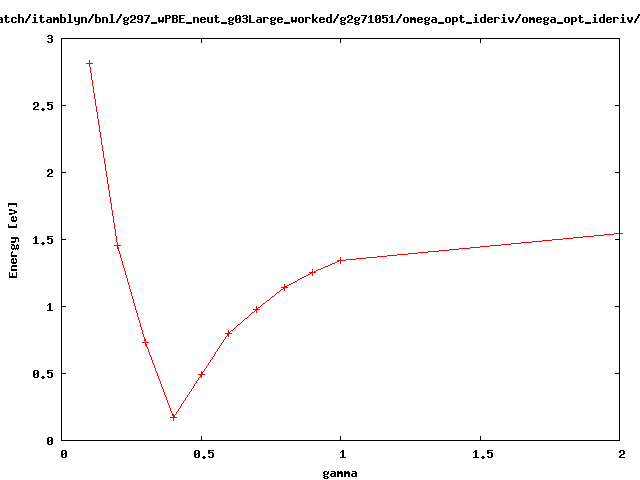 atch/itamblyn/bnl/g297_wPBE_neut_g03Large_worked/g2g71051/omega_opt_ideriv/omega_opt_ideriv/
3
2.5
2
1.5
1
0.5
0
Energy [eV]
0 0.5 1 1.5 2
gamma